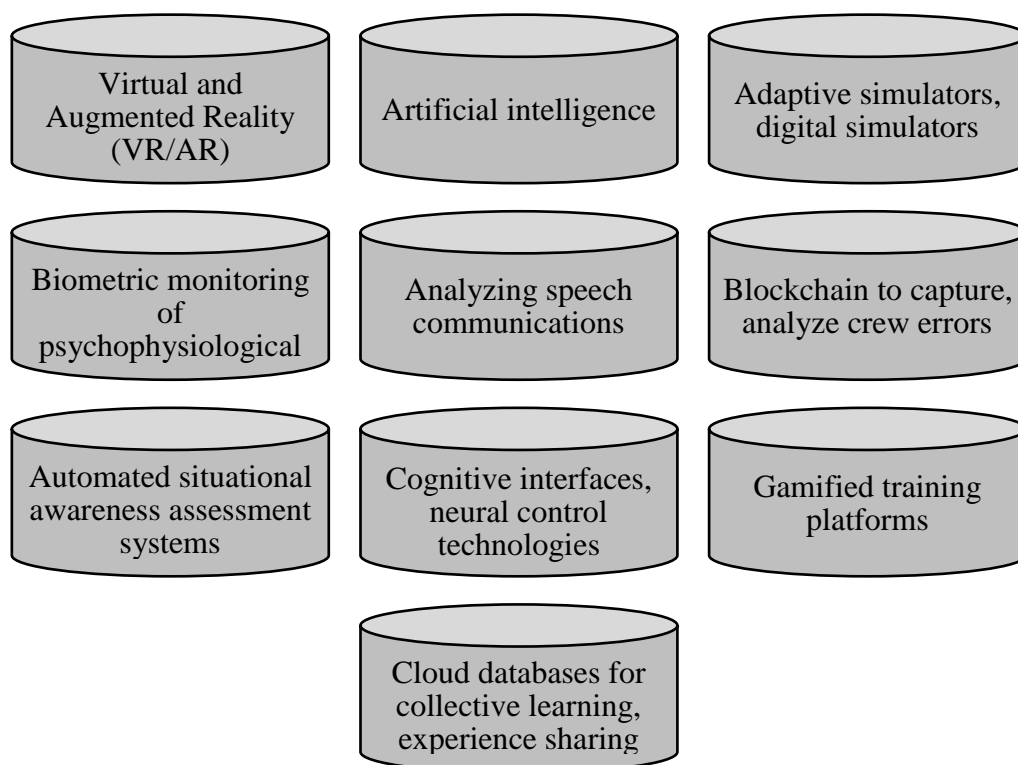 Virtual and
Augmented Reality
(VR/AR)
Artificial intelligence
Adaptive simulators,
digital simulators
Biometric monitoring
of
psychophysiological
Analyzing speech
communications
Blockchain to capture,
analyze crew errors
Automated situational
awareness assessment
systems
Cognitive interfaces,
neural control
technologies
Gamified training
platforms
Cloud databases for
collective learning,
experience sharing